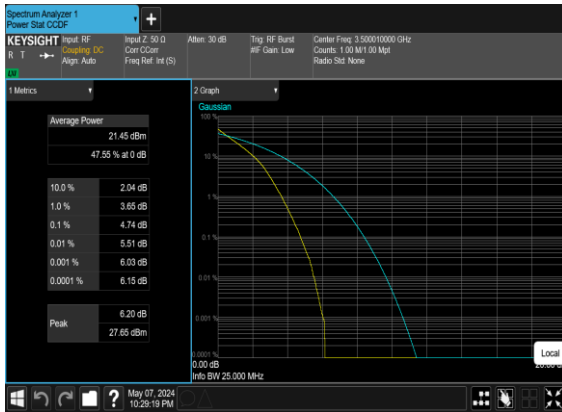 Spectrum Analyzer 1
Power Stat CCDF
+
KEYSIGHT
R T
LXI
Input: RF
Coupling: DC
Align: Auto
Input Z: 50 Ω
Corr CCorr
Freq Ref: Int (S)
Atten: 30 dB
Trig: RF Burst
#IF Gain: Low
Center Freq: 3.500010000 GHz
Counts: 1.00 M/1.00 Mpt
Radio Std: None
1 Metrics
Average Power
21.45 dBm
47.55 % at 0 dB
10.0 % 2.04 dB
1.0 % 3.65 dB
0.1 % 4.74 dB
0.01 % 5.51 dB
0.001 % 6.03 dB
0.0001 % 6.15 dB
Peak
6.20 dB
27.65 dBm
2 Graph
Gaussian
100 %
10 %
1 %
0.1 %
0.01 %
0.001 %
0.0001 %
0.00 dB
Info BW 25.000 MHz
Local
?
May 07, 2024
10:29:19 PM